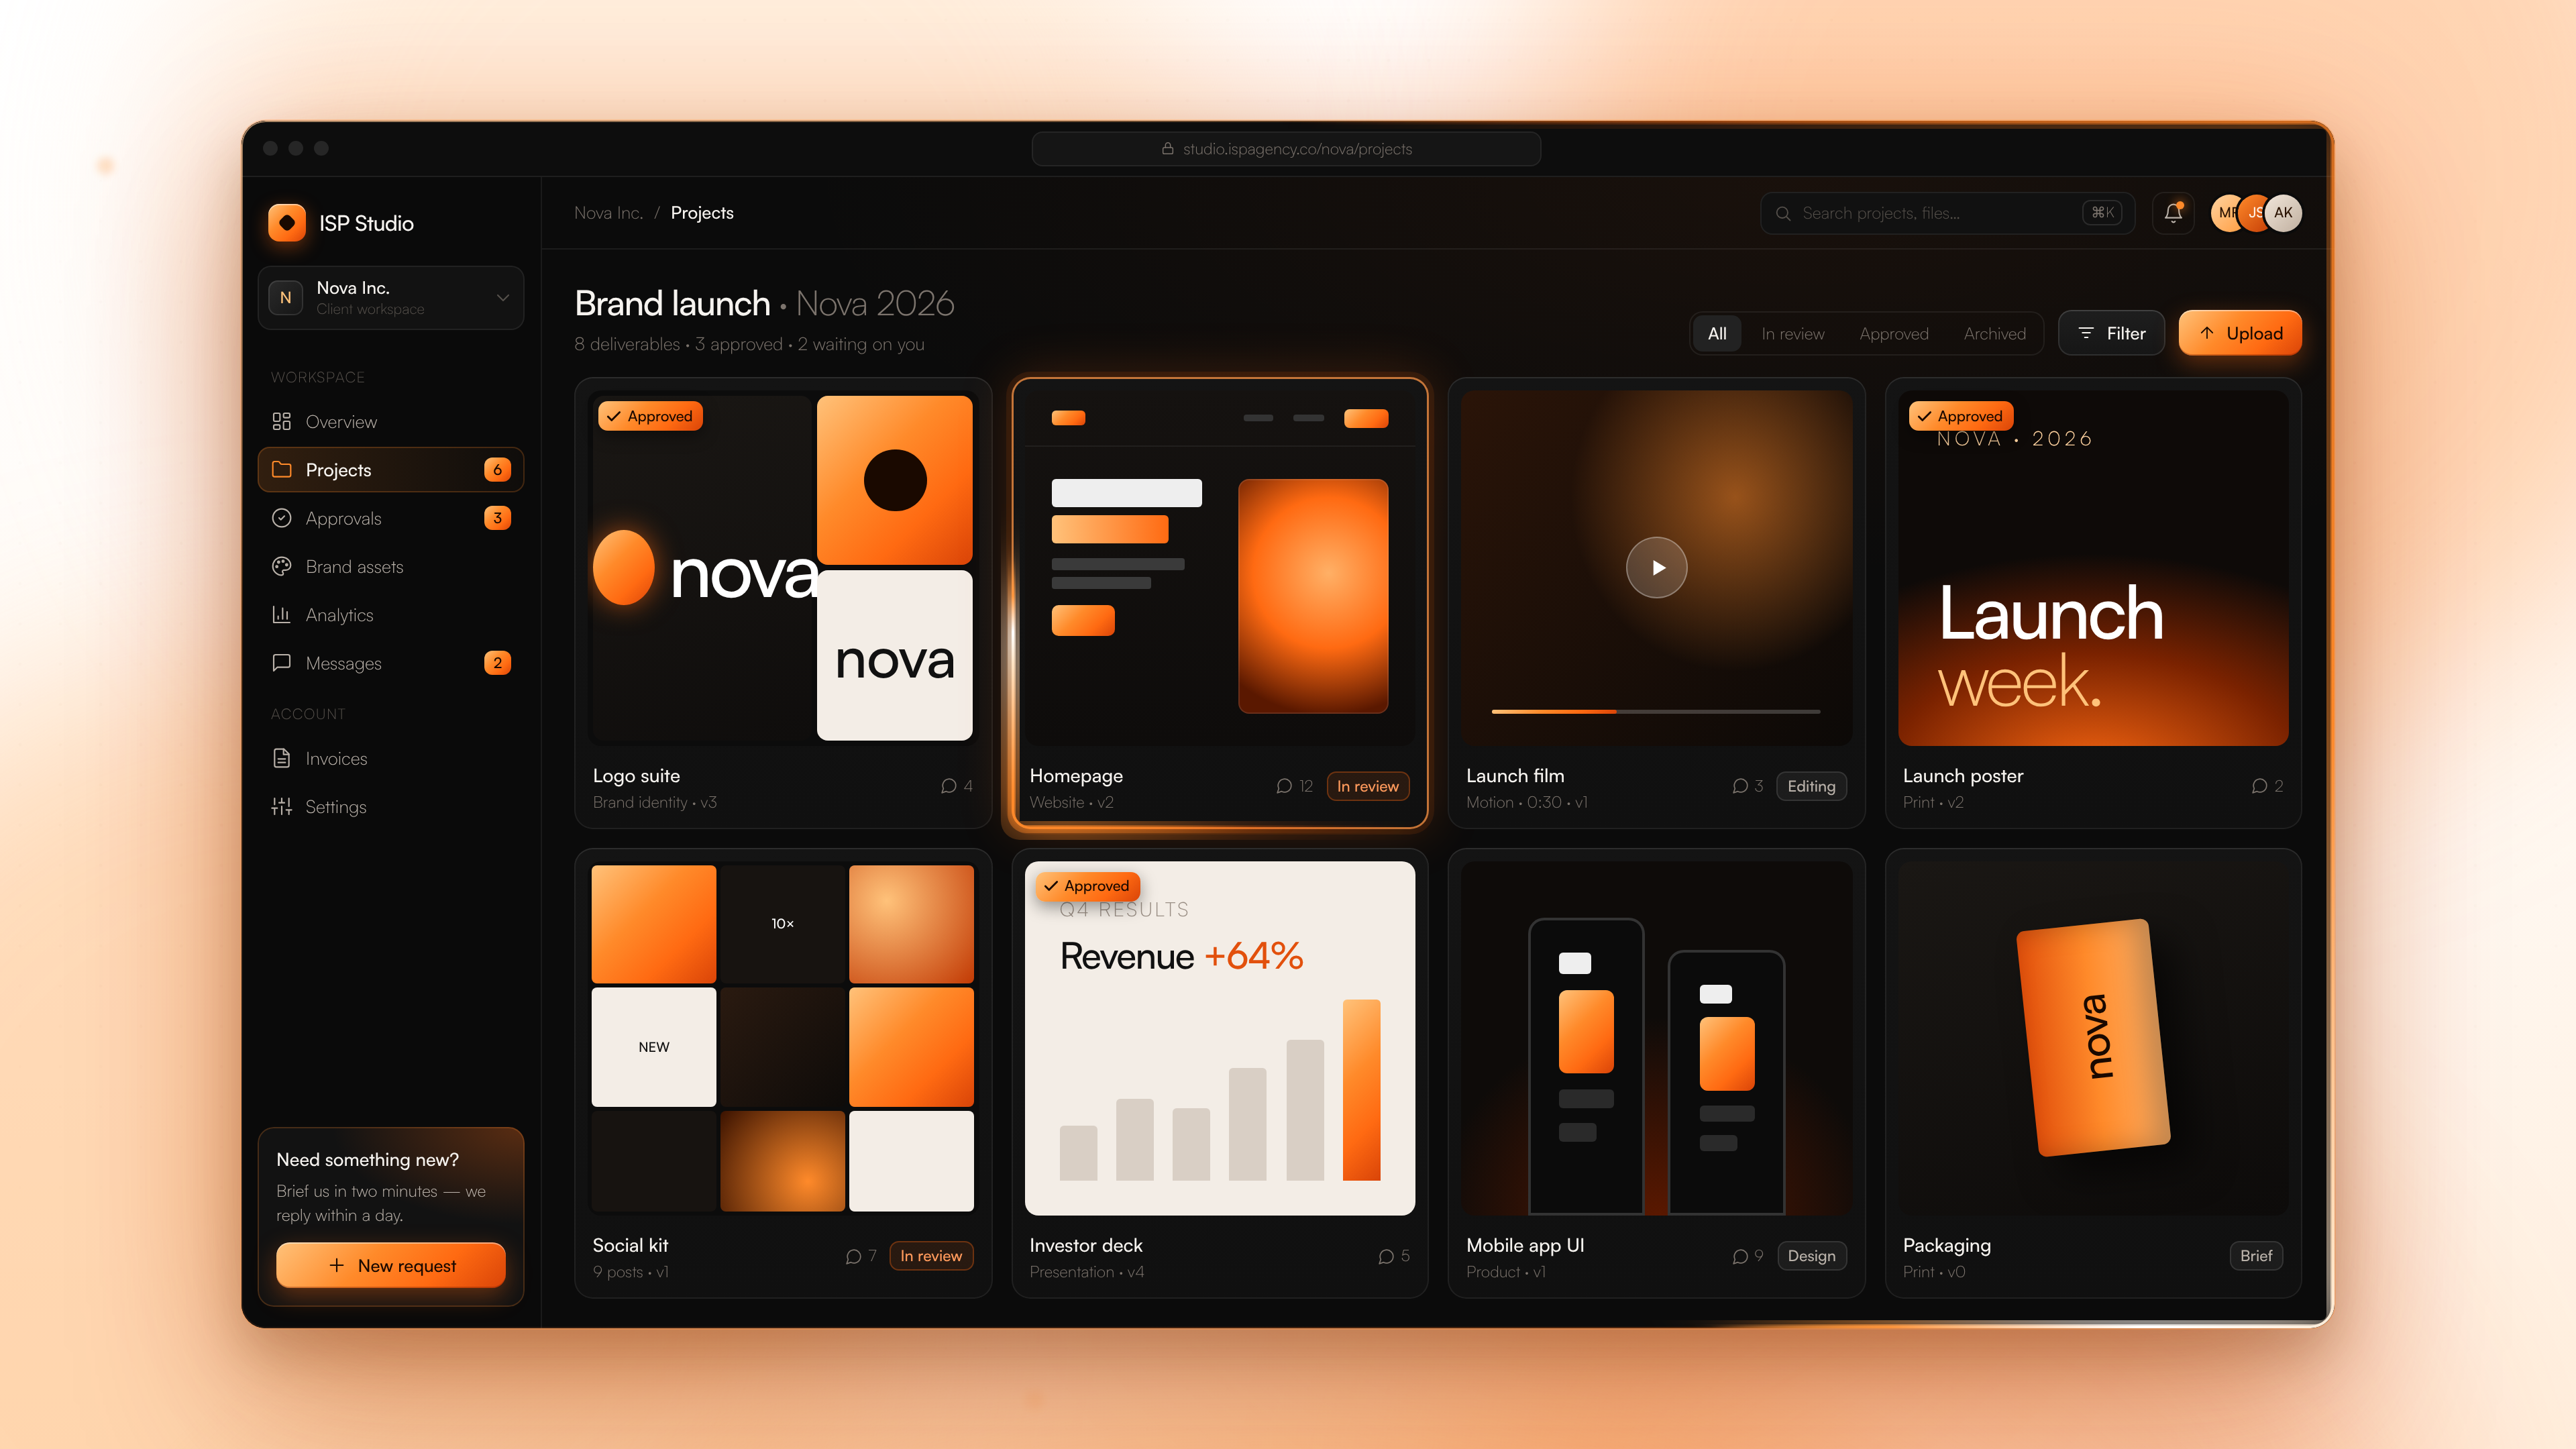 studio.ispagency.co/nova/projects
ISP Studio
N
Nova Inc.
Client workspace
WORKSPACE
Overview
Projects 6
Approvals 3
Brand assets
Analytics
Messages 2
ACCOUNT
Invoices
Settings
Need something new?
Brief us in two minutes — we
reply within a day.
New request
Nova Inc. / Projects
Search projects, files... ⌘K
JS AK
Brand launch · Nova 2026
8 deliverables · 3 approved · 2 waiting on you
All In review Approved Archived Filter Upload
Approved
nova
nova
Logo suite
Brand identity · v3
4
Homepage
Website · v2
12 In review
Launch film
Motion · 0:30 · v1
3 Editing
Approved
NOVA · 2026
Launch
week.
Launch poster
Print · v2
2
10×
NEW
Social kit
9 posts · v1
7 In review
Approved
Q4 RESULTS
Revenue +64%
Investor deck
Presentation · v4
5
Mobile app UI
Product · v1
9 Design
nova
Packaging
Print · v0
Brief